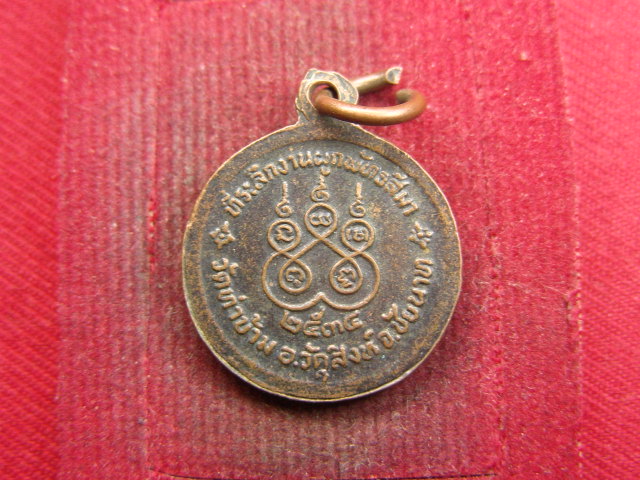 ที่ระลึกงานผูกพัทธสีมา
๒๕๓๔
วัดท่าข้าม อ.วัดสิงห์ จ.ชัยนาท